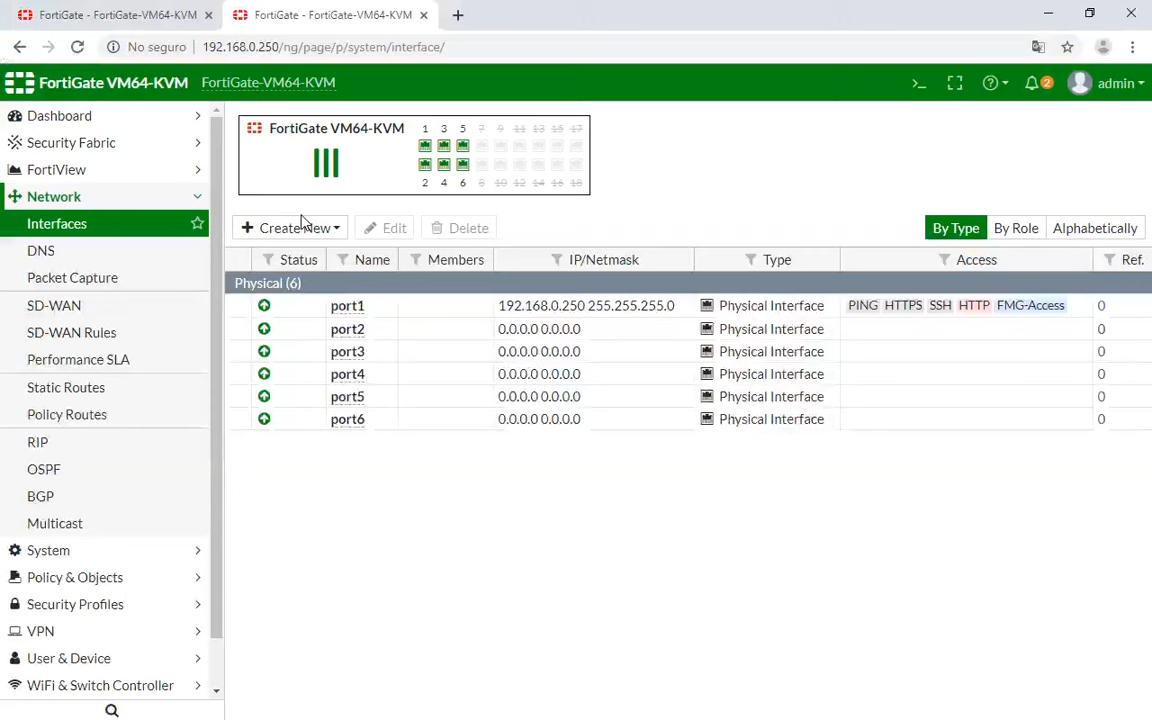 FortiGate - FortiGate-VM64-KVM
FortiGate - FortiGate-VM64-KVM
No seguro
192.168.0.250/ng/page/p/system/interface/
FortiGate VM64-KVM
FortiGate-VM64-KVM
2
admin
Dashboard
Security Fabric
FortiView
Network
Interfaces
DNS
Packet Capture
SD-WAN
SD-WAN Rules
Performance SLA
Static Routes
Policy Routes
RIP
OSPF
BGP
Multicast
System
Policy & Objects
Security Profiles
VPN
User & Device
WiFi & Switch Controller
FortiGate VM64-KVM
1 3 5 7 9 11 13 15 17
2 4 6 8 10 12 14 16 18
Create New Edit Delete
By Type By Role Alphabetically
Status Name Members IP/Netmask Type Access Ref.
Physical (6)
port1 192.168.0.250 255.255.255.0 Physical Interface PING HTTPS SSH HTTP FMG-Access 0
port2 0.0.0.0 0.0.0.0 Physical Interface 0
port3 0.0.0.0 0.0.0.0 Physical Interface 0
port4 0.0.0.0 0.0.0.0 Physical Interface 0
port5 0.0.0.0 0.0.0.0 Physical Interface 0
port6 0.0.0.0 0.0.0.0 Physical Interface 0